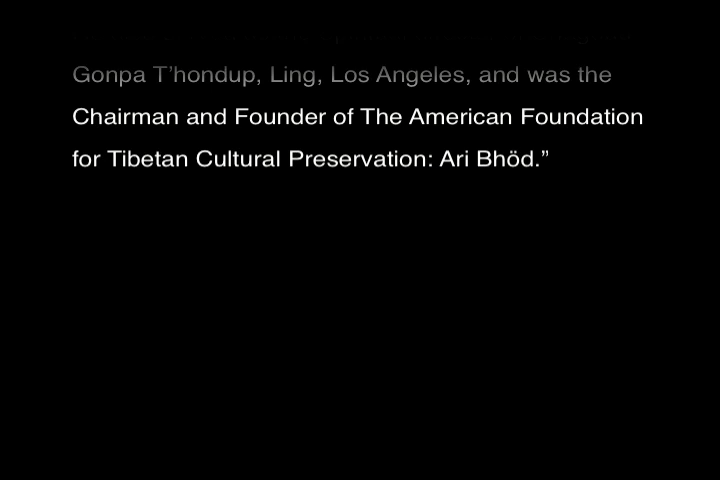 Gonpa T’hondup, Ling, Los Angeles, and was the
Chairman and Founder of The American Foundation
for Tibetan Cultural Preservation: Ari Bhöd.”